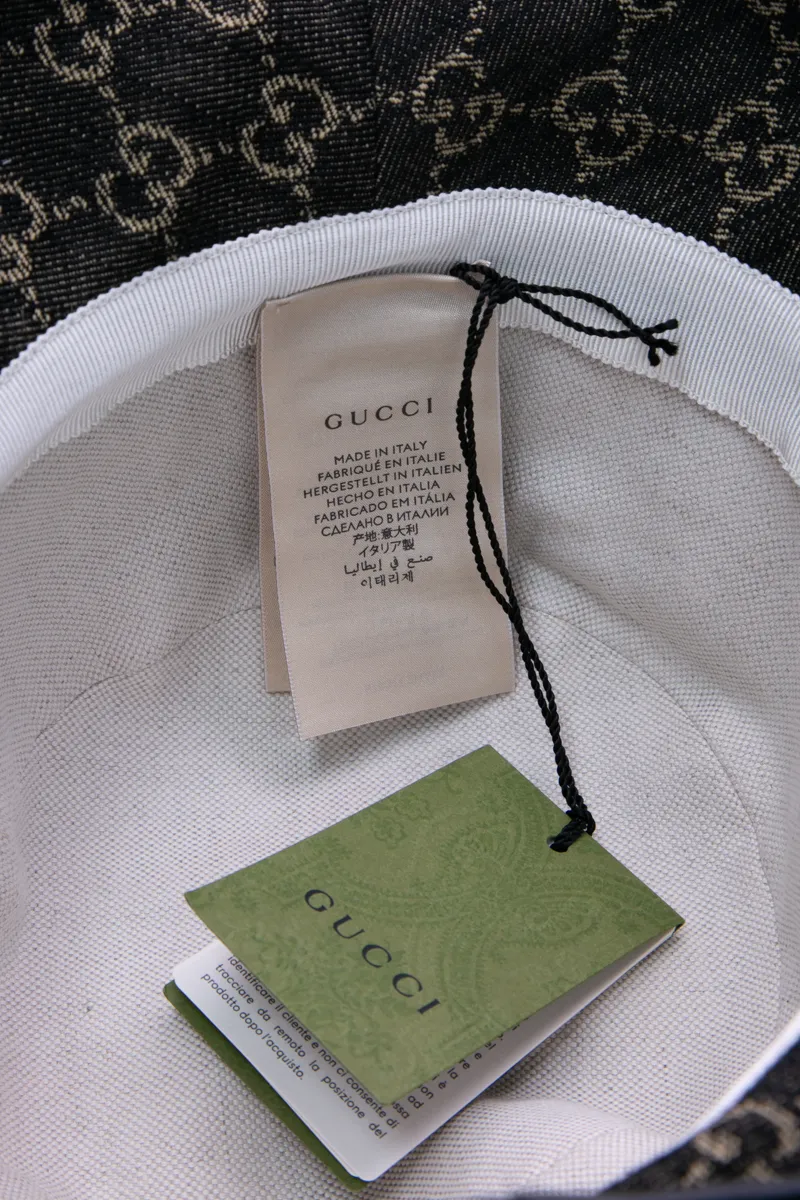 GUCCI
MADE IN ITALY
FABRIQUÉ EN ITALIE
HERGESTELLT IN ITALIEN
HECHO EN ITALIA
FABRICADO EM ITÁLIA
СДЕЛАНО В ИТАЛИИ
产地:意大利
イタリア製
صنع في إيطاليا
이태리제
GUCCI
identificare il cliente e non ci consente di
tracciare da remota la posizione del
prodotto dopo l'acquisto.